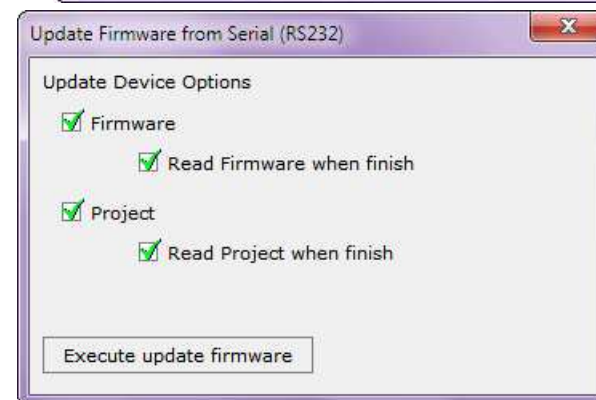 Update Firmware from Serial (RS232)
Update Device Options
Firmware
Read Firmware when finish
Project
Read Project when finish
Execute update firmware